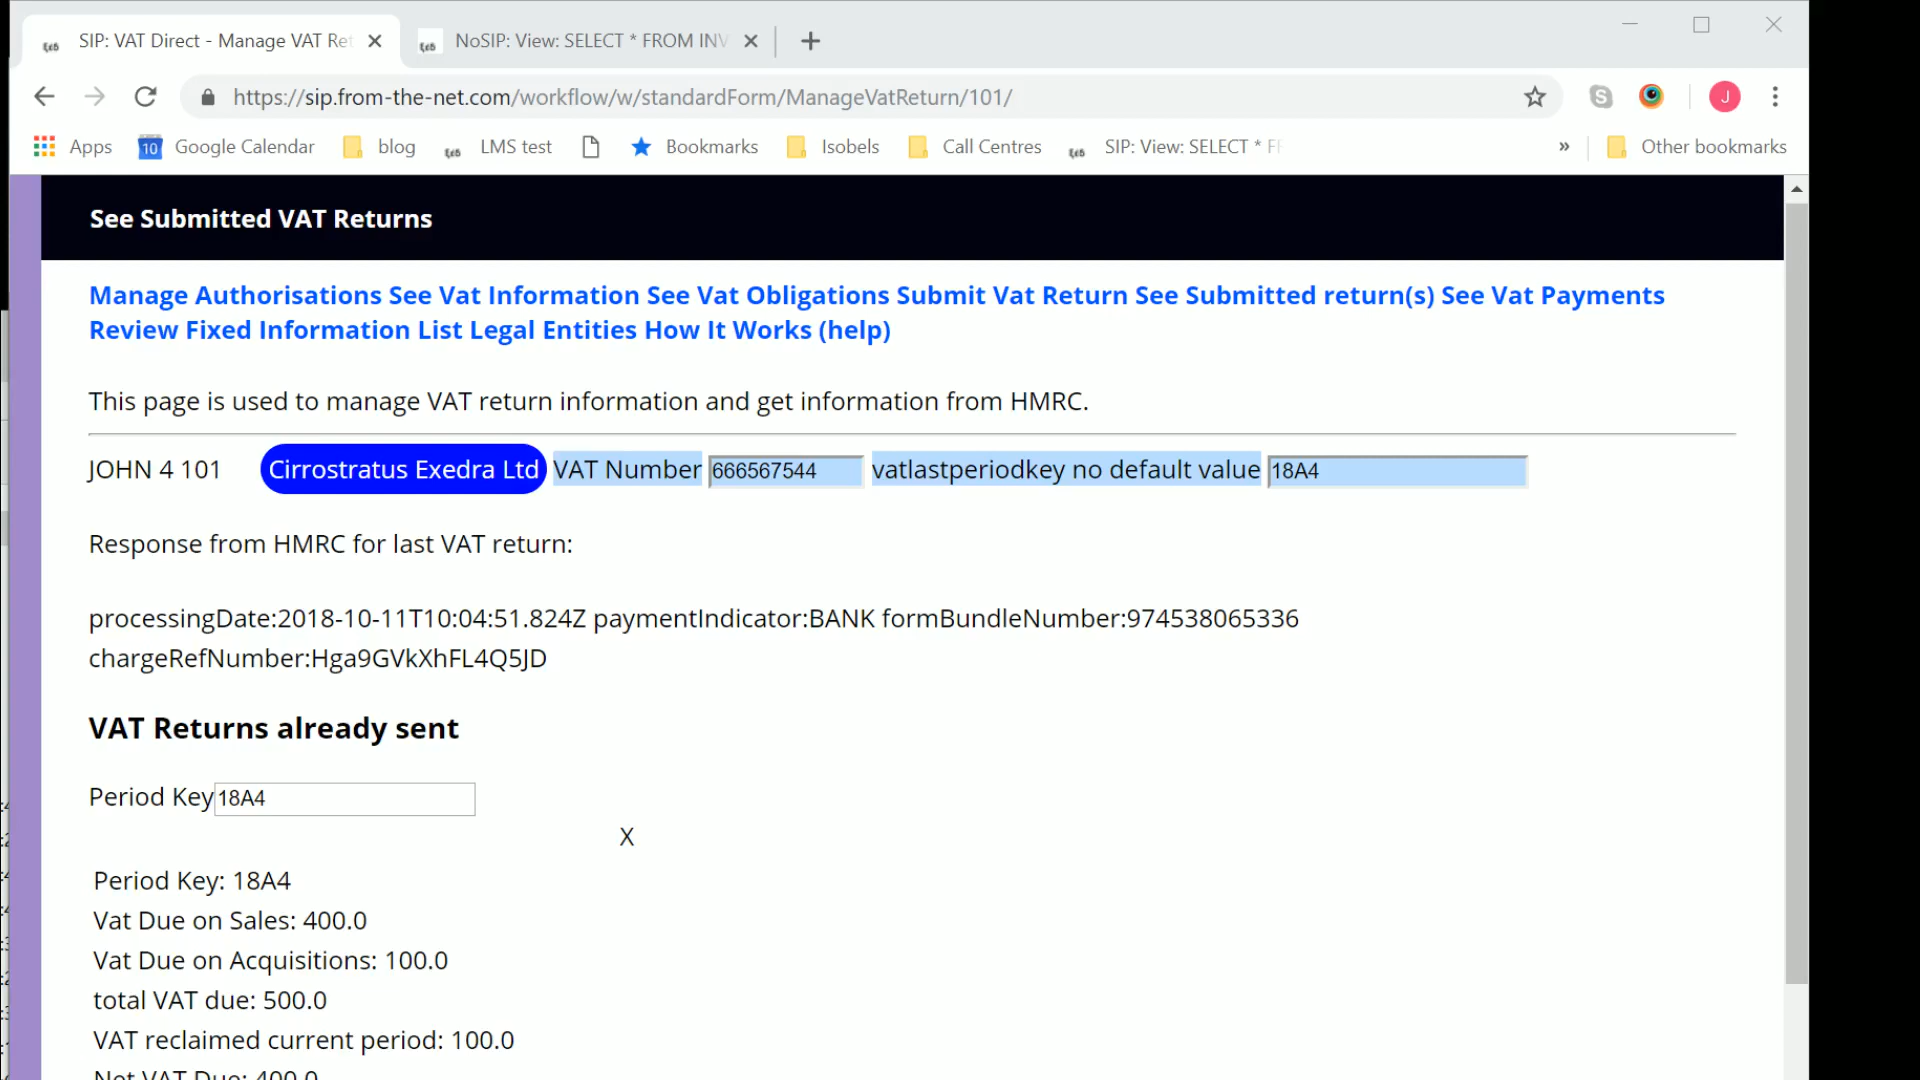 SIP: VAT Direct - Manage VAT Ret
NoSIP: View: SELECT * FROM INV
https://sip.from-the-net.com/workflow/w/standardForm/ManageVatReturn/101/
J
Apps
10
Google Calendar
blog
LMS test
Bookmarks
Isobels
Call Centres
SIP: View: SELECT * FR
»
Other bookmarks
See Submitted VAT Returns
Manage Authorisations See Vat Information See Vat Obligations Submit Vat Return See Submitted return(s) See Vat Payments
Review Fixed Information List Legal Entities How It Works (help)
This page is used to manage VAT return information and get information from HMRC.
JOHN 4 101 Cirrostratus Exedra Ltd VAT Number 666567544 vatlastperiodkey no default value 18A4
Response from HMRC for last VAT return:
processingDate:2018-10-11T10:04:51.824Z paymentIndicator:BANK formBundleNumber:974538065336
chargeRefNumber:Hga9GVkXhFL4Q5JD
VAT Returns already sent
Period Key 18A4
X
Period Key: 18A4
Vat Due on Sales: 400.0
Vat Due on Acquisitions: 100.0
total VAT due: 500.0
VAT reclaimed current period: 100.0
Net VAT Due: 400.0